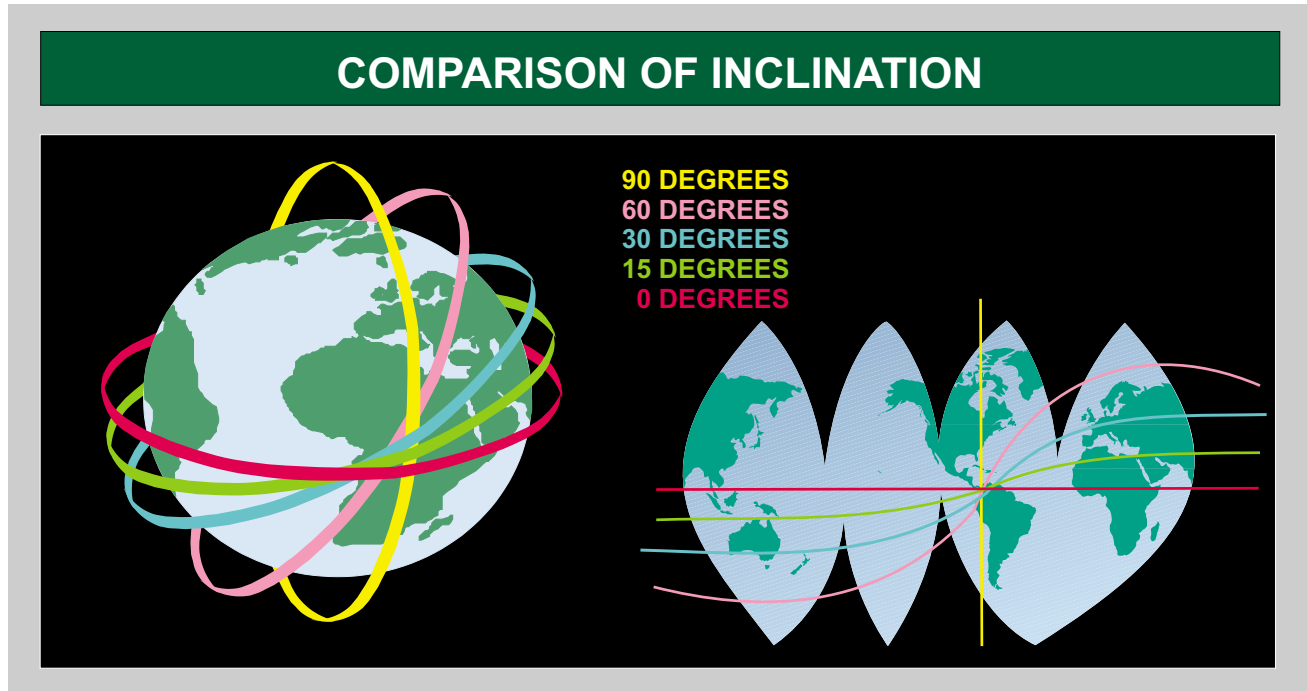 COMPARISON OF INCLINATION
90 DEGREES
60 DEGREES
30 DEGREES
15 DEGREES
0 DEGREES